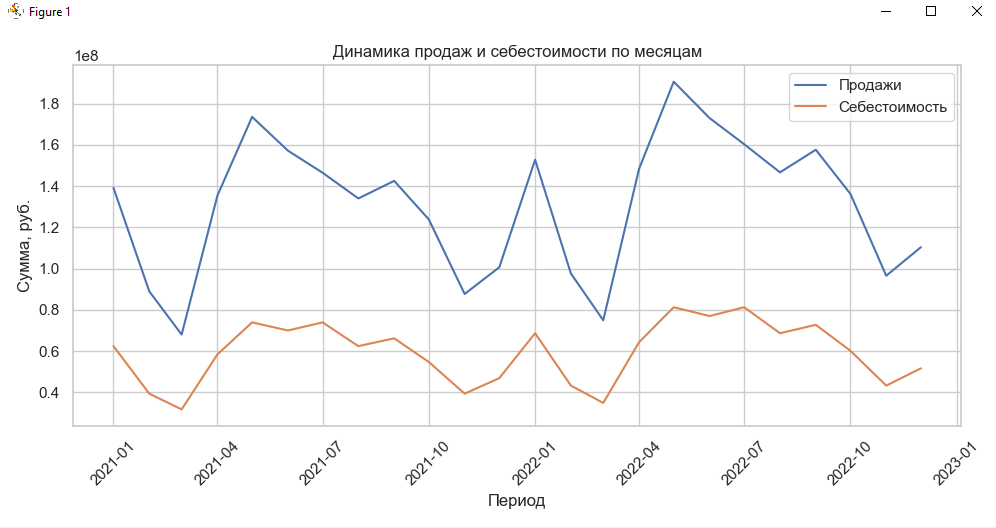 Figure 1
Динамика продаж и себестоимости по месяцам
1e8
Продажи
Себестоимость
1.8
1.6
1.4
1.2
1.0
0.8
0.6
0.4
Сумма, руб.
2021-01
2021-04
2021-07
2021-10
2022-01
2022-04
2022-07
2022-10
2023-01
Период